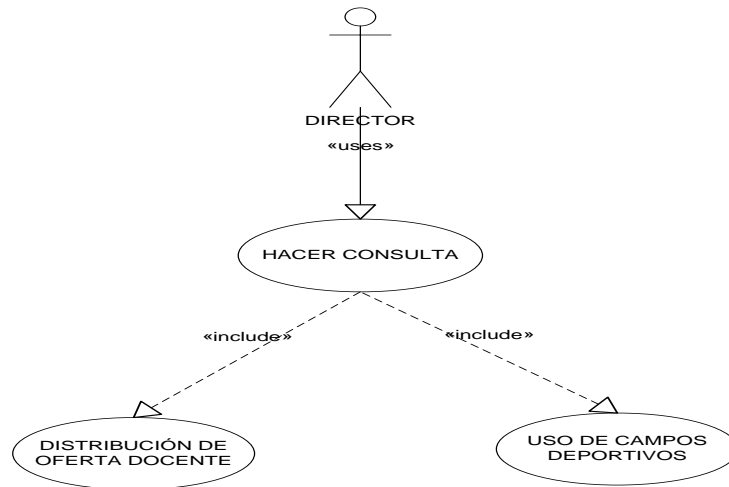 DIRECTOR
«uses»
HACER CONSULTA
«include»
«include»
DISTRIBUCIÓN DE
OFERTA DOCENTE
USO DE CAMPOS
DEPORTIVOS